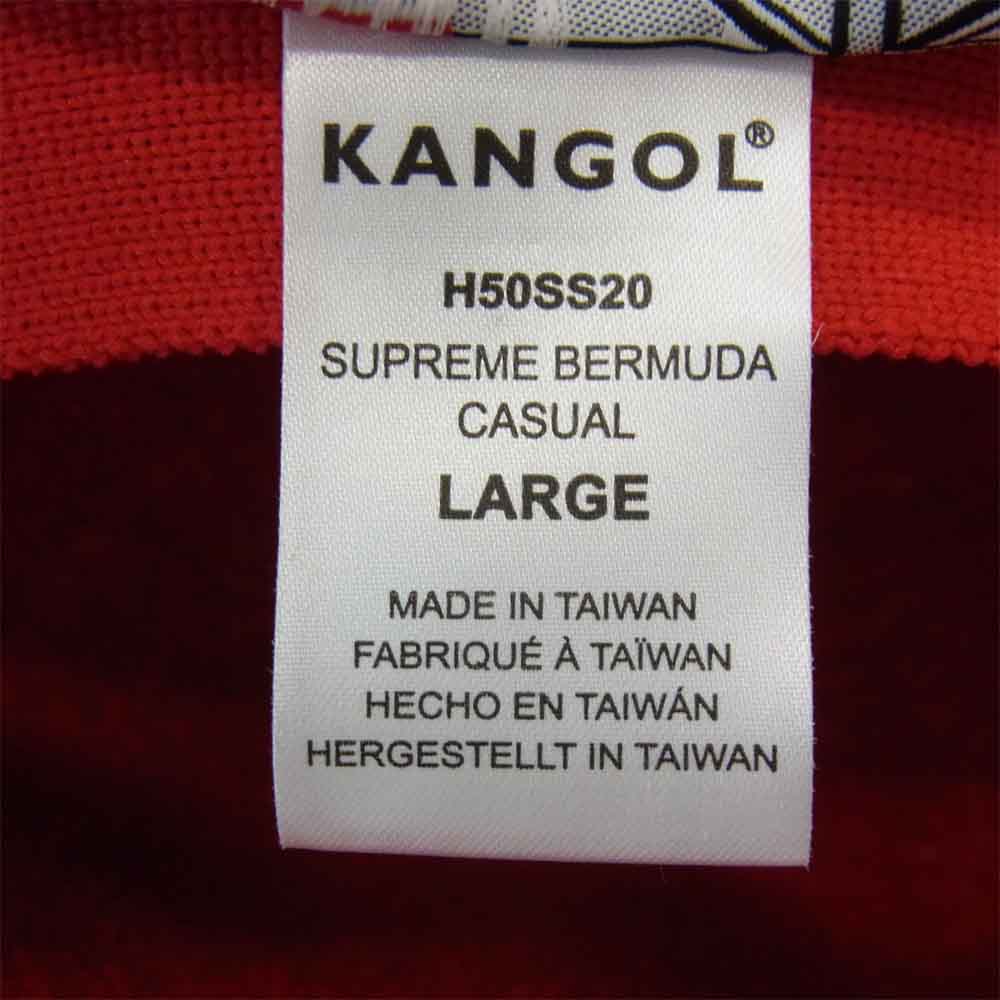 KANGOL®
H50SS20
SUPREME BERMUDA
CASUAL
LARGE
MADE IN TAIWAN
FABRIQUÉ À TAÏWAN
HECHO EN TAIWÁN
HERGESTELLT IN TAIWAN